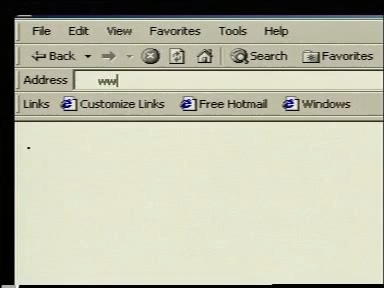 File Edit View Favorites Tools Help
Back Search Favorites
Address ww
Links Customize Links Free Hotmail Windows